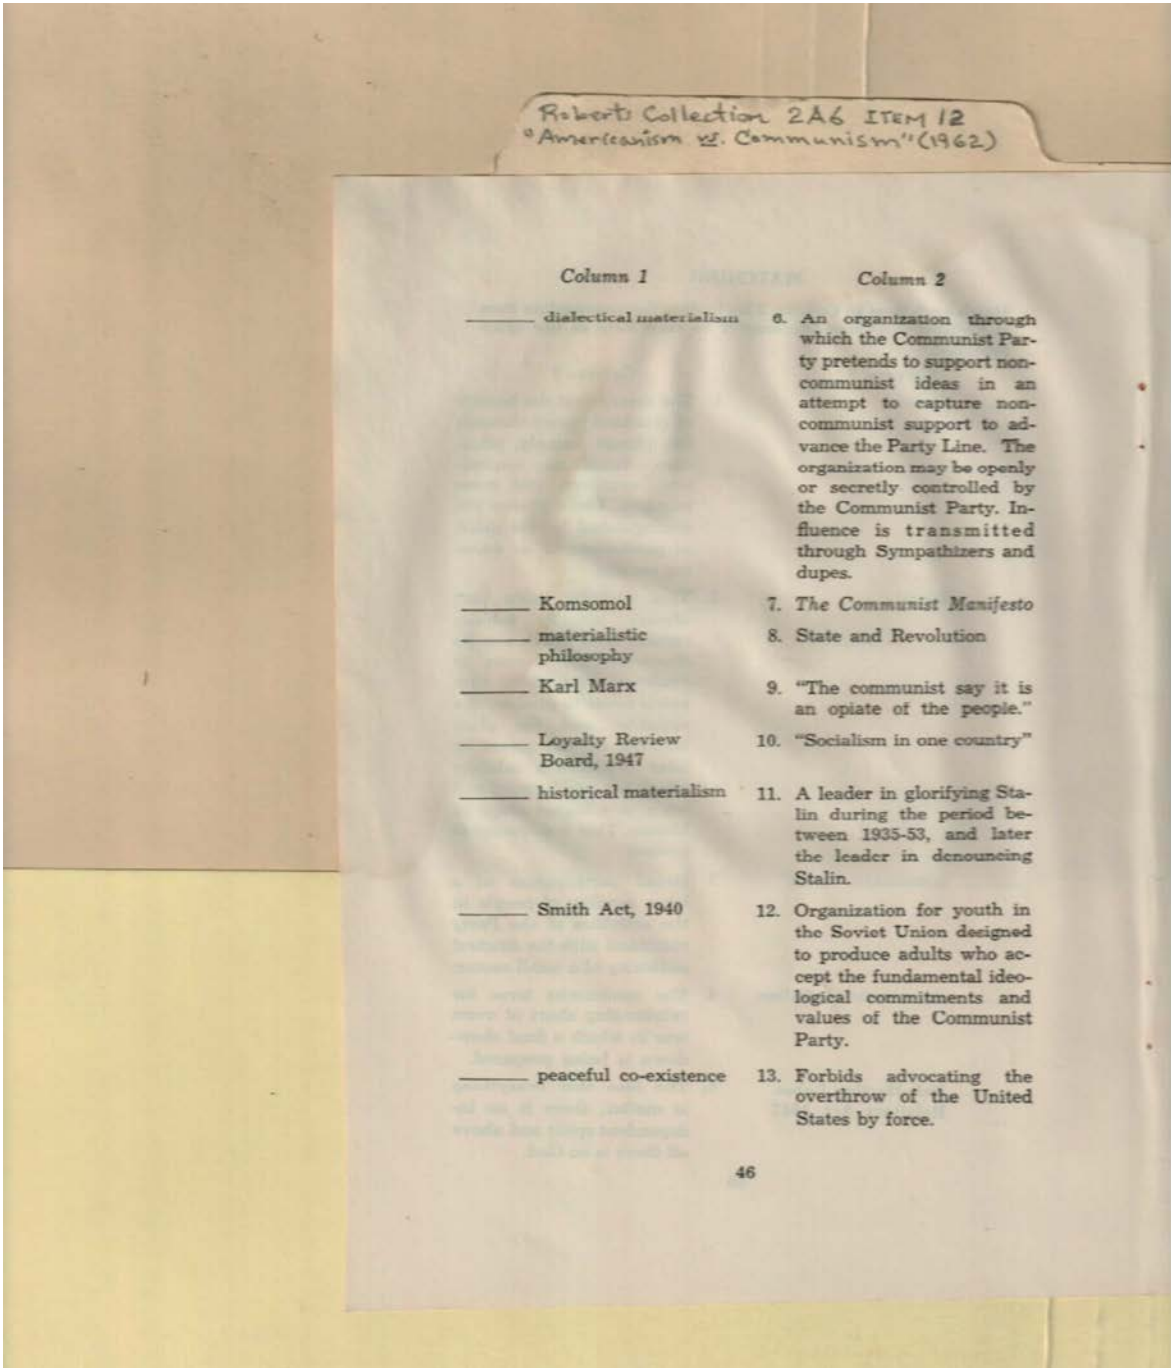 Roberts Collection 2A6 ITEM 12
"Americanism vs. Communism" (1962)
Column 1
Column 2
______ dialectical materialism
6. An organization through
which the Communist Par-
ty pretends to support non-
communist ideas in an
attempt to capture non-
communist support to ad-
vance the Party Line. The
organization may be openly
or secretly controlled by
the Communist Party. In-
fluence is transmitted
through Sympathizers and
dupes.
______ Komsomol
7. The Communist Manifesto
______ materialistic
philosophy
8. State and Revolution
______ Karl Marx
9. "The communist say it is
an opiate of the people."
______ Loyalty Review
Board, 1947
10. "Socialism in one country"
______ historical materialism
11. A leader in glorifying Sta-
lin during the period be-
tween 1935-53, and later
the leader in denouncing
Stalin.
______ Smith Act, 1940
12. Organization for youth in
the Soviet Union designed
to produce adults who ac-
cept the fundamental ideo-
logical commitments and
values of the Communist
Party.
______ peaceful co-existence
13. Forbids advocating the
overthrow of the United
States by force.
46